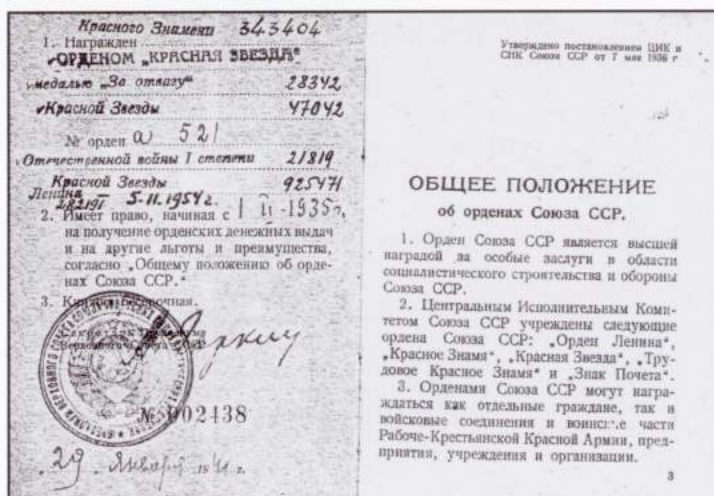 Красного Знамени 343404
1. Награжден
ОРДЕНОМ „КРАСНАЯ ЗВЕЗДА"
медалью „За отвагу" 28342
Красной Звезды 47042
№ орден а 521
Отечественной войны I степени 21819
Красной Звезды 925471
Ленина
282191 5.11.1954 г.
2. Имеет право, начиная с 1 II -1935 г.
на получение орденских денежных выдач
и на другие льготы и преимущества,
согласно „Общему положению об орде-
нах Союза ССР."
3.
№ 002438
29 Января 19
Утверждено постановлением ЦИК и
СНК Союза ССР от 7 мая 1936 г
ОБЩЕЕ ПОЛОЖЕНИЕ
об орденах Союза ССР.
1. Орден Союза ССР является высшей
наградой за особые заслуги в области
социалистического строительства и обороны
Союза ССР.
2. Центральным Исполнительным Коми-
тетом Союза ССР учреждены следующие
ордена Союза ССР: „Орден Ленина",
„Красное Знамя", „Красная Звезда", „Тру-
довое Красное Знамя" и „Знак Почета".
3. Орденами Союза ССР могут награ-
ждаться как отдельные граждане, так и
войсковые соединения и воинские части
Рабоче-Крестьянской Красной Армии, пред-
приятия, учреждения и организации.
3